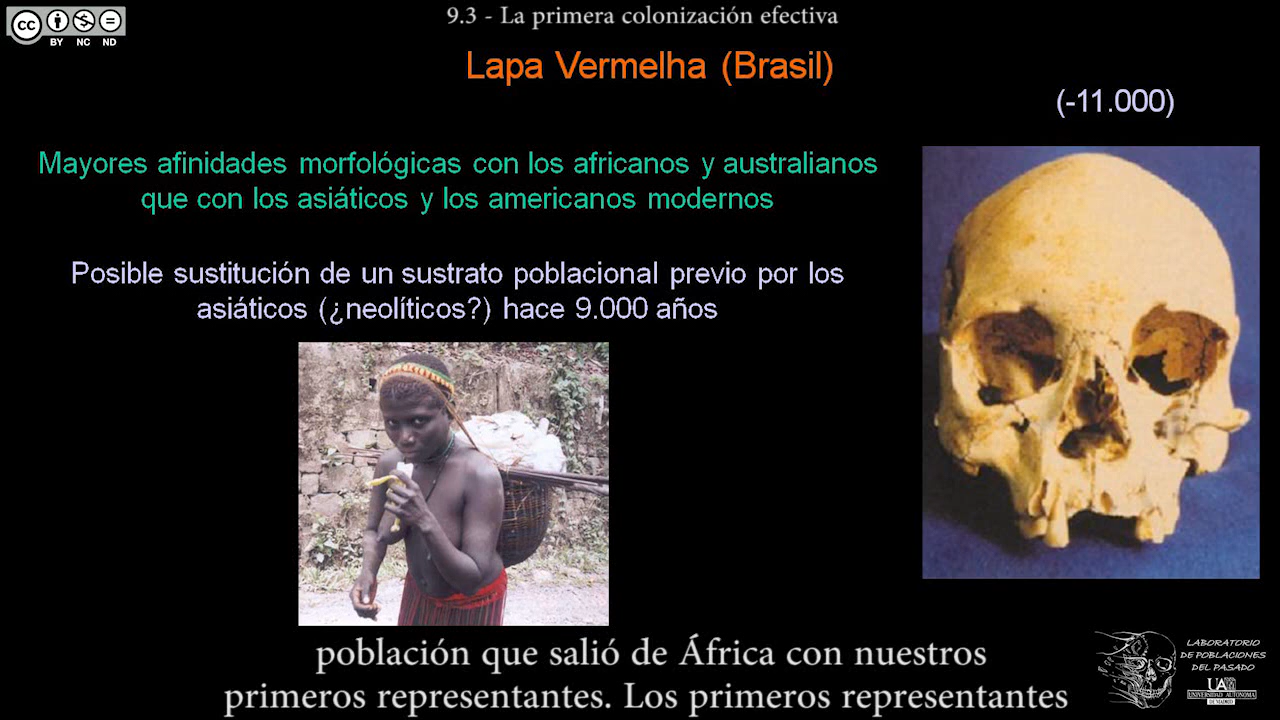 9.3 - La primera colonización efectiva
cc
BY NC ND
Lapa Vermelha (Brasil)
(-11.000)
Mayores afinidades morfológicas con los africanos y australianos
que con los asiáticos y los americanos modernos
Posible sustitución de un sustrato poblacional previo por los
asiáticos (¿neolíticos?) hace 9.000 años
población que salió de África con nuestros
primeros representantes. Los primeros representantes
LABORATORIO
DE POBLACIONES
DEL PASADO
UAM
UNIVERSIDAD AUTONOMA
DE MADRID